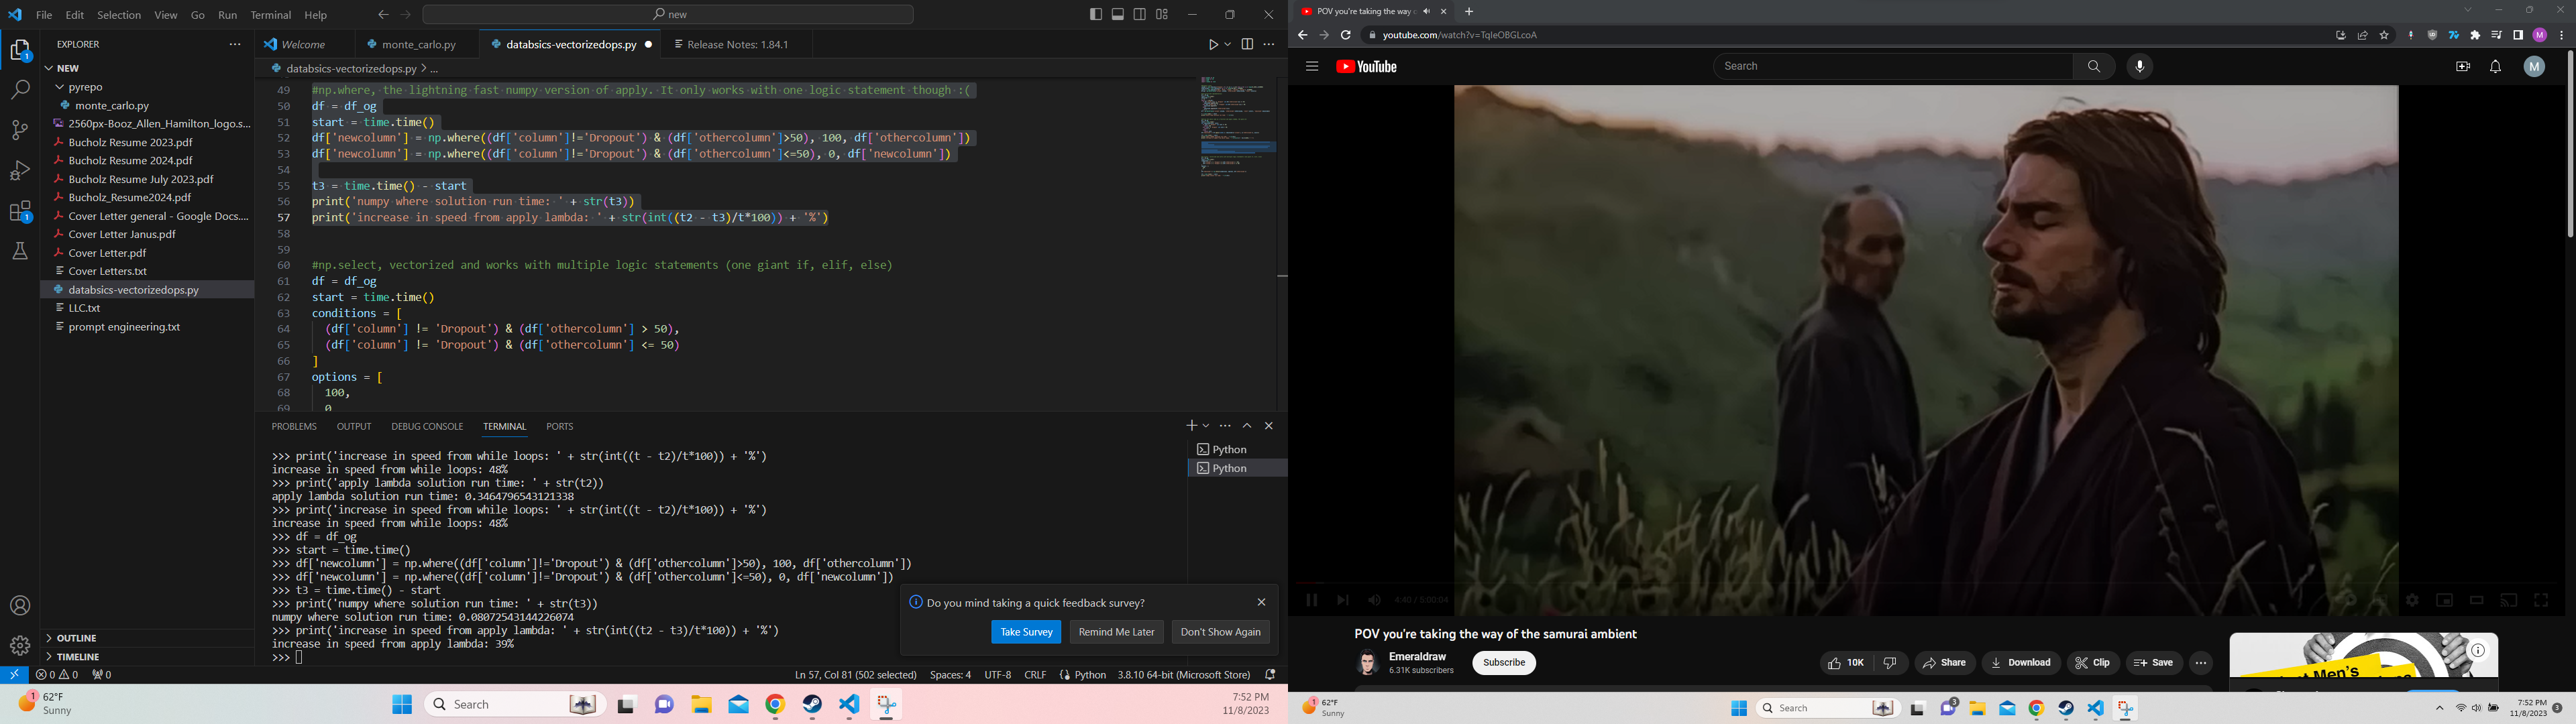 File Edit Selection View Go Run Terminal Help
new
EXPLORER
NEW
pyrepo
monte_carlo.py
2560px-Booz_Allen_Hamilton_logo.s...
Bucholz Resume 2023.pdf
Bucholz Resume 2024.pdf
Bucholz Resume July 2023.pdf
Bucholz_Resume2024.pdf
Cover Letter general - Google Docs....
Cover Letter Janus.pdf
Cover Letter.pdf
Cover Letters.txt
databsics-vectorizedops.py
LLC.txt
prompt engineering.txt
OUTLINE
TIMELINE
1
1
Welcome
monte_carlo.py
databsics-vectorizedops.py
Release Notes: 1.84.1
databsics-vectorizedops.py > ...
49 #np.where, the lightning fast numpy version of apply. It only works with one logic statement though :(
50 df = df_og
51 start = time.time()
52 df['newcolumn'] = np.where((df['column']!='Dropout') & (df['othercolumn']>50), 100, df['othercolumn'])
53 df['newcolumn'] = np.where((df['column']!='Dropout') & (df['othercolumn']<=50), 0, df['newcolumn'])
54
55 t3 = time.time() - start
56 print('numpy where solution run time: ' + str(t3))
57 print('increase in speed from apply lambda: ' + str(int((t2 - t3)/t*100)) + '%')
58
59
60 #np.select, vectorized and works with multiple logic statements (one giant if, elif, else)
61 df = df_og
62 start = time.time()
63 conditions = [
64 (df['column'] != 'Dropout') & (df['othercolumn'] > 50),
65 (df['column'] != 'Dropout') & (df['othercolumn'] <= 50)
66 ]
67 options = [
68 100,
69 0
PROBLEMS OUTPUT DEBUG CONSOLE TERMINAL PORTS
>>> print('increase in speed from while loops: ' + str(int((t - t2)/t*100)) + '%')
increase in speed from while loops: 48%
>>> print('apply lambda solution run time: ' + str(t2))
apply lambda solution run time: 0.3464796543121338
>>> print('increase in speed from while loops: ' + str(int((t - t2)/t*100)) + '%')
increase in speed from while loops: 48%
>>> df = df_og
>>> start = time.time()
>>> df['newcolumn'] = np.where((df['column']!='Dropout') & (df['othercolumn']>50), 100, df['othercolumn'])
>>> df['newcolumn'] = np.where((df['column']!='Dropout') & (df['othercolumn']<=50), 0, df['newcolumn'])
>>> t3 = time.time() - start
>>> print('numpy where solution run time: ' + str(t3))
numpy where solution run time: 0.08072543144226074
>>> print('increase in speed from apply lambda: ' + str(int((t2 - t3)/t*100)) + '%')
increase in speed from apply lambda: 39%
>>>
Python
Python
Do you mind taking a quick feedback survey?
Take Survey Remind Me Later Don't Show Again
0 0 0
Ln 57, Col 81 (502 selected) Spaces: 4 UTF-8 CRLF Python 3.8.10 64-bit (Microsoft Store)
1
62°F
Sunny
Search
7:52 PM
11/8/2023
POV you're taking the way o
youtube.com/watch?v=TqIeOBGLcoA
M
YouTube
Search
M
4:40 / 5:00:04
POV you're taking the way of the samurai ambient
Emeraldraw
6.31K subscribers
Subscribe
10K
Share
Download
Clip
Save
Men's
1
62°F
Sunny
Search
3
7:52 PM
11/8/2023
3